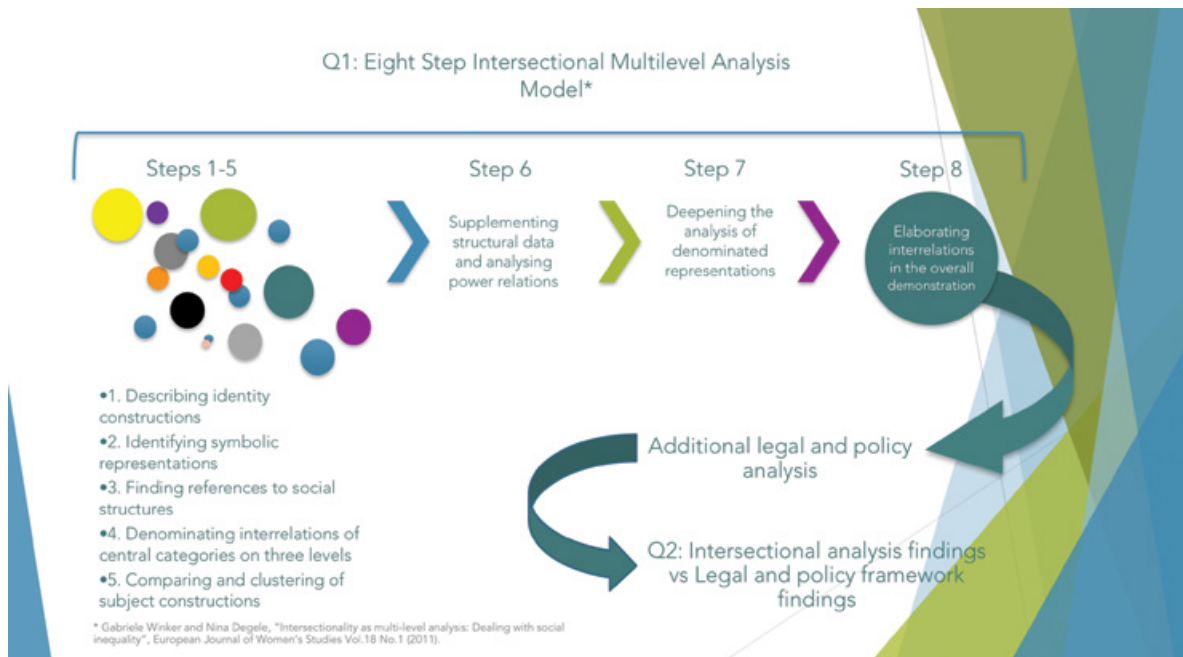 Q1: Eight Step Intersectional Multilevel Analysis
Model*
Steps 1-5
•1. Describing identity
constructions
•2. Identifying symbolic
representations
•3. Finding references to social
structures
•4. Denominating interrelations of
central categories on three levels
•5. Comparing and clustering of
subject constructions
Step 6
Supplementing
structural data
and analysing
power relations
Step 7
Deepening the
analysis of
denominated
representations
Step 8
Elaborating
interrelations
in the overall
demonstration
Additional legal and policy
analysis
Q2: Intersectional analysis findings
vs Legal and policy framework
findings
* Gabriele Winker and Nina Degele, "Intersectionality as multi-level analysis: Dealing with social
inequality", European Journal of Women's Studies Vol.18 No.1 (2011).